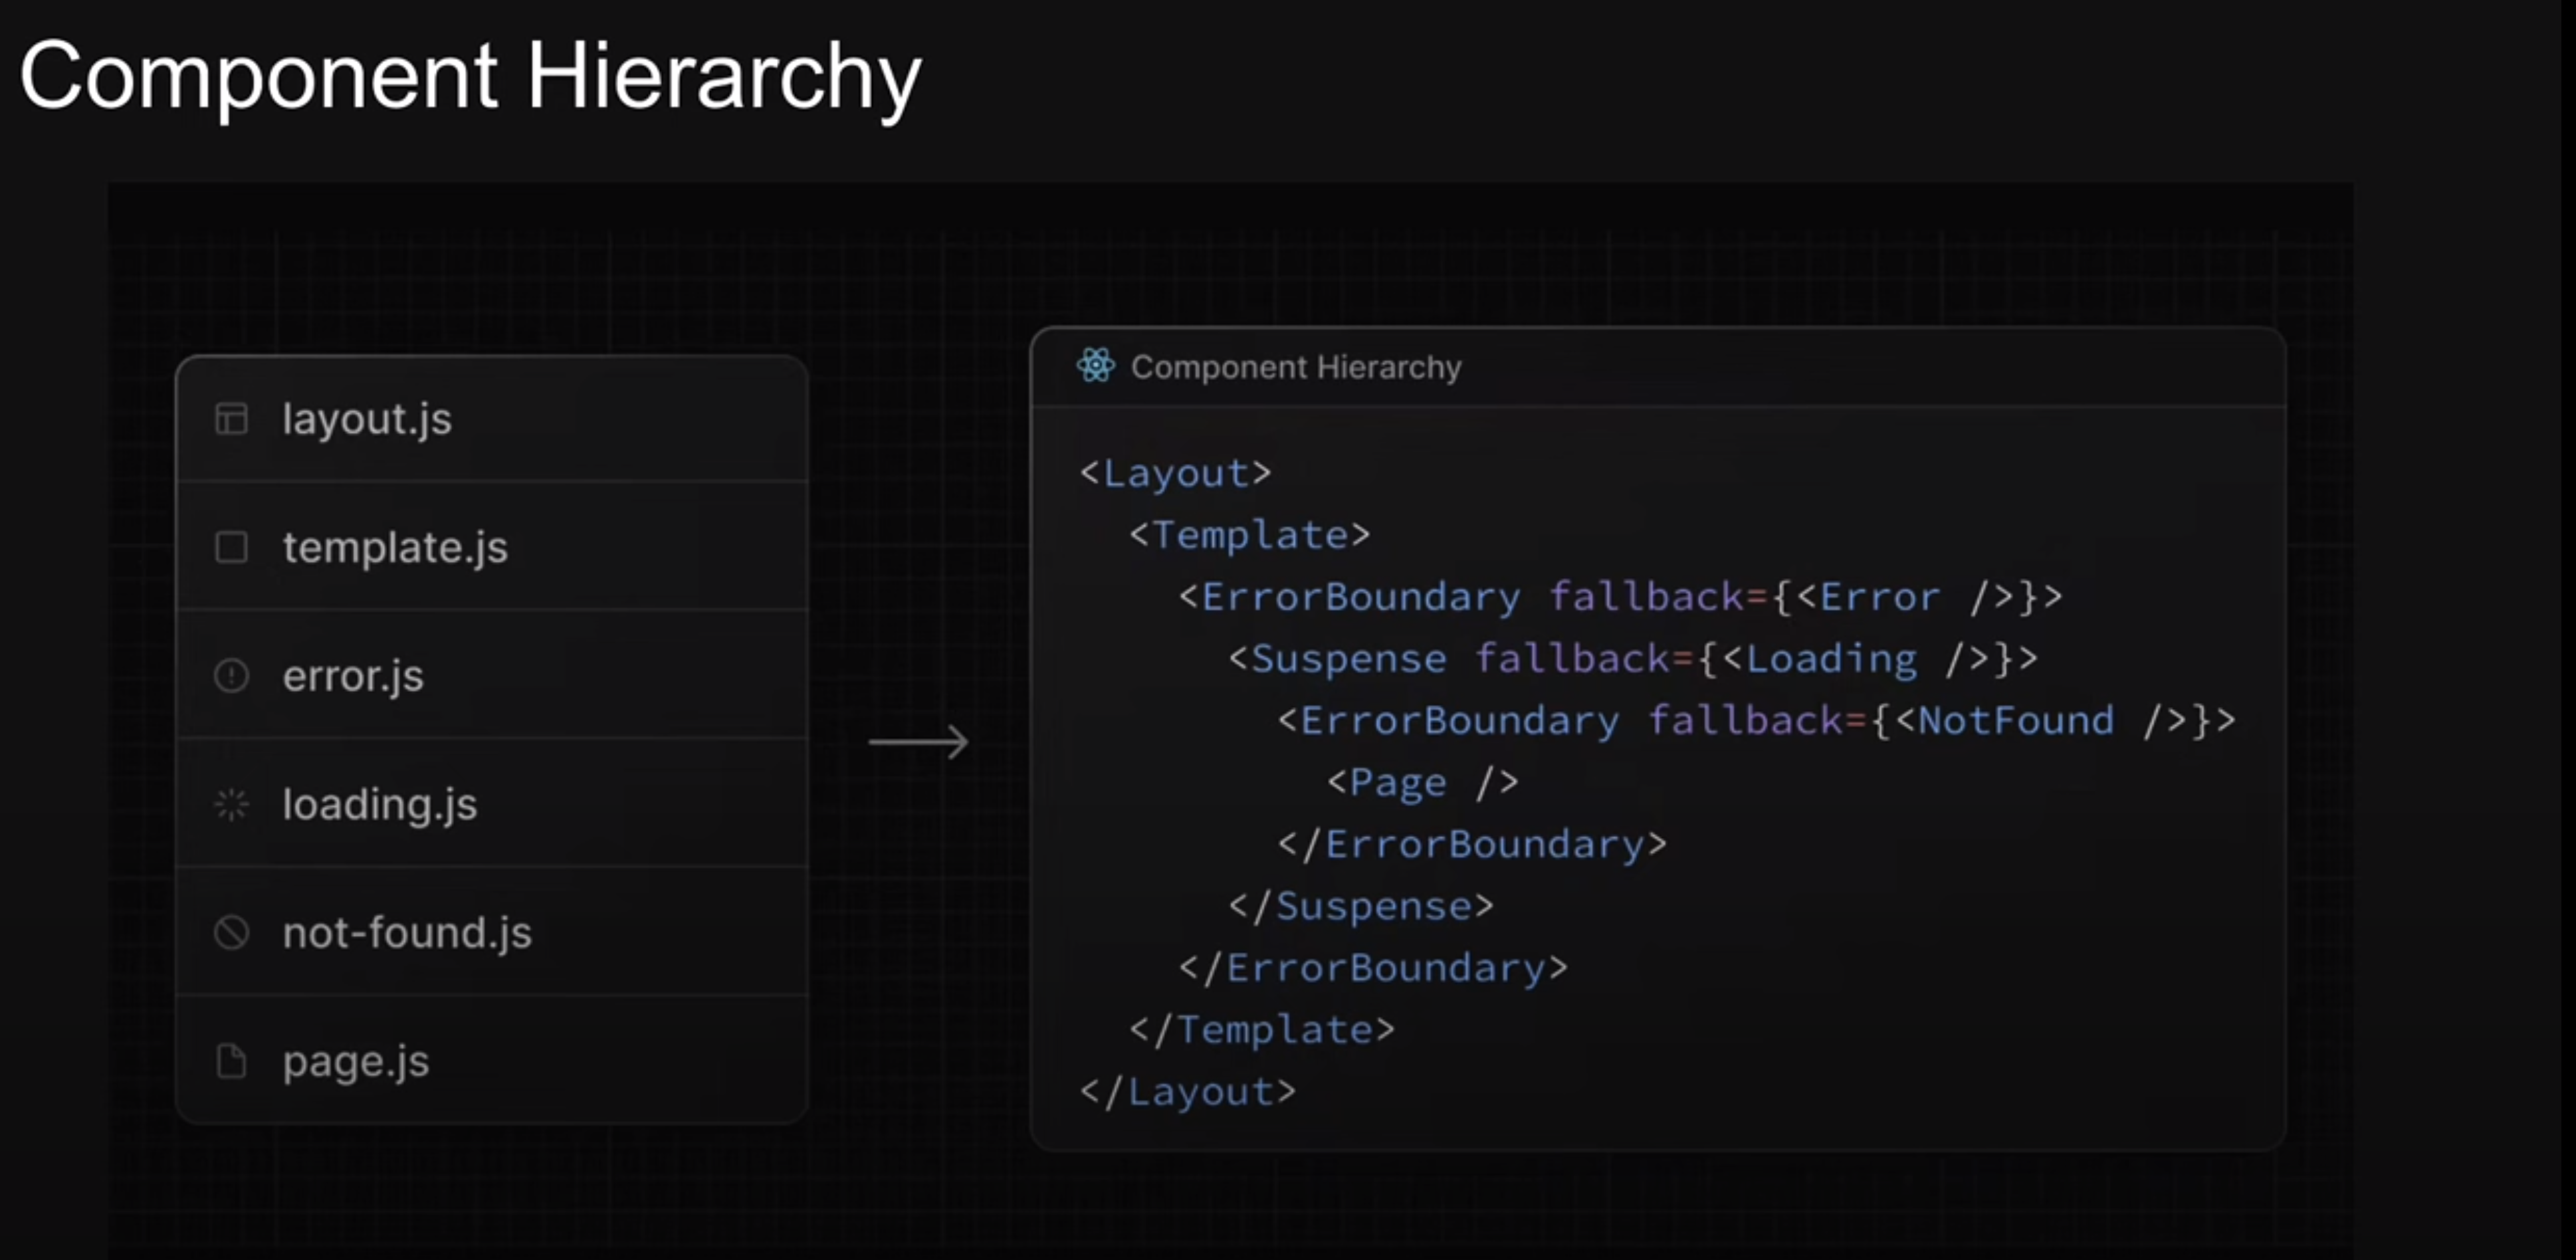 Component Hierarchy
layout.js
template.js
error.js
loading.js
not-found.js
page.js
Component Hierarchy
<Layout>
<Template>
<ErrorBoundary fallback={<Error />}>
<Suspense fallback={<Loading />}>
<ErrorBoundary fallback={<NotFound />}>
<Page />
</ErrorBoundary>
</Suspense>
</ErrorBoundary>
</Template>
</Layout>